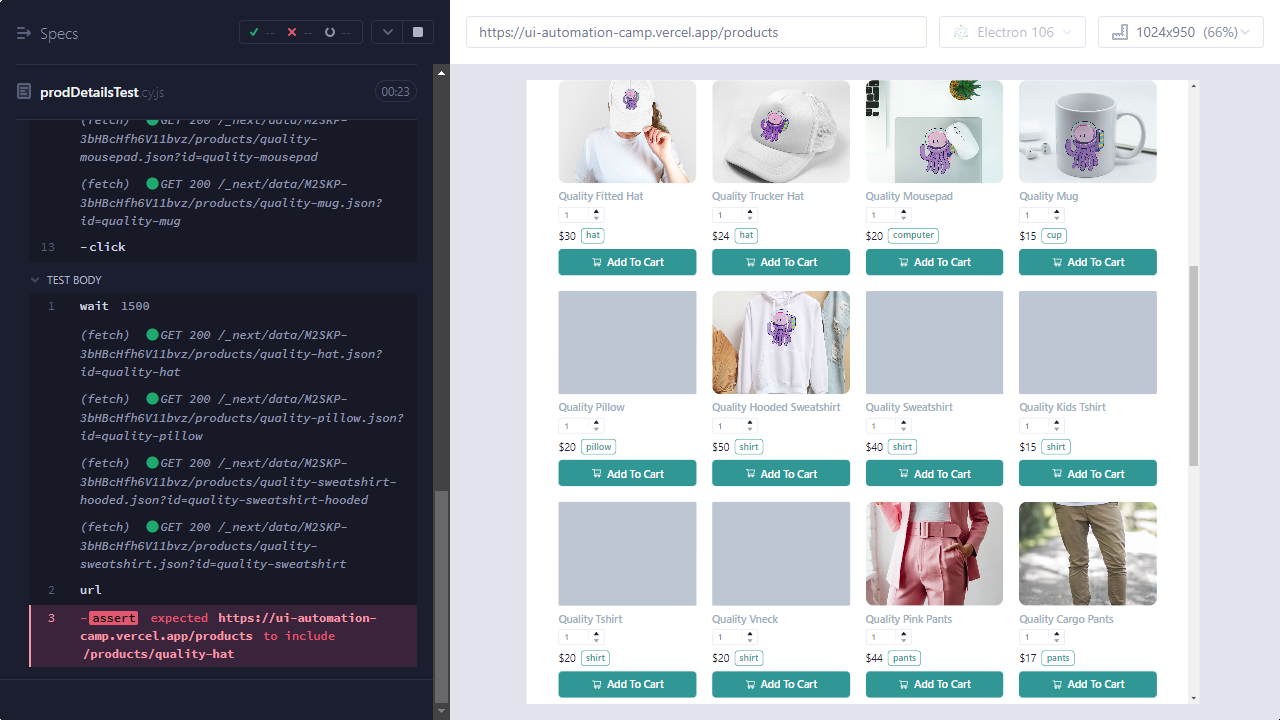 Specs
--
--
--
https://ui-automation-camp.vercel.app/products
Electron 106
1024x950 (66%)
prodDetailsTest.cy.js
00:23
(fetch) GET 200 /_next/data/M2SKP-
3bHBcHfh6V11bvz/products/quality-
mousepad.json?id=quality-mousepad
(fetch) GET 200 /_next/data/M2SKP-
3bHBcHfh6V11bvz/products/quality-mug.json?
id=quality-mug
13 -click
TEST BODY
1 wait 1500
(fetch) GET 200 /_next/data/M2SKP-
3bHBcHfh6V11bvz/products/quality-hat.json?
id=quality-hat
(fetch) GET 200 /_next/data/M2SKP-
3bHBcHfh6V11bvz/products/quality-pillow.json?
id=quality-pillow
(fetch) GET 200 /_next/data/M2SKP-
3bHBcHfh6V11bvz/products/quality-sweatshirt-
hooded.json?id=quality-sweatshirt-hooded
(fetch) GET 200 /_next/data/M2SKP-
3bHBcHfh6V11bvz/products/quality-
sweatshirt.json?id=quality-sweatshirt
2 url
3 -assert expected https://ui-automation-
camp.vercel.app/products to include
/products/quality-hat
Quality Fitted Hat
1
$30 hat
Add To Cart
Quality Trucker Hat
1
$24 hat
Add To Cart
Quality Mousepad
1
$20 computer
Add To Cart
Quality Mug
1
$15 cup
Add To Cart
Quality Pillow
1
$20 pillow
Add To Cart
Quality Hooded Sweatshirt
1
$50 shirt
Add To Cart
Quality Sweatshirt
1
$40 shirt
Add To Cart
Quality Kids Tshirt
1
$15 shirt
Add To Cart
Quality Tshirt
1
$20 shirt
Add To Cart
Quality Vneck
1
$20 shirt
Add To Cart
Quality Pink Pants
1
$44 pants
Add To Cart
Quality Cargo Pants
1
$17 pants
Add To Cart